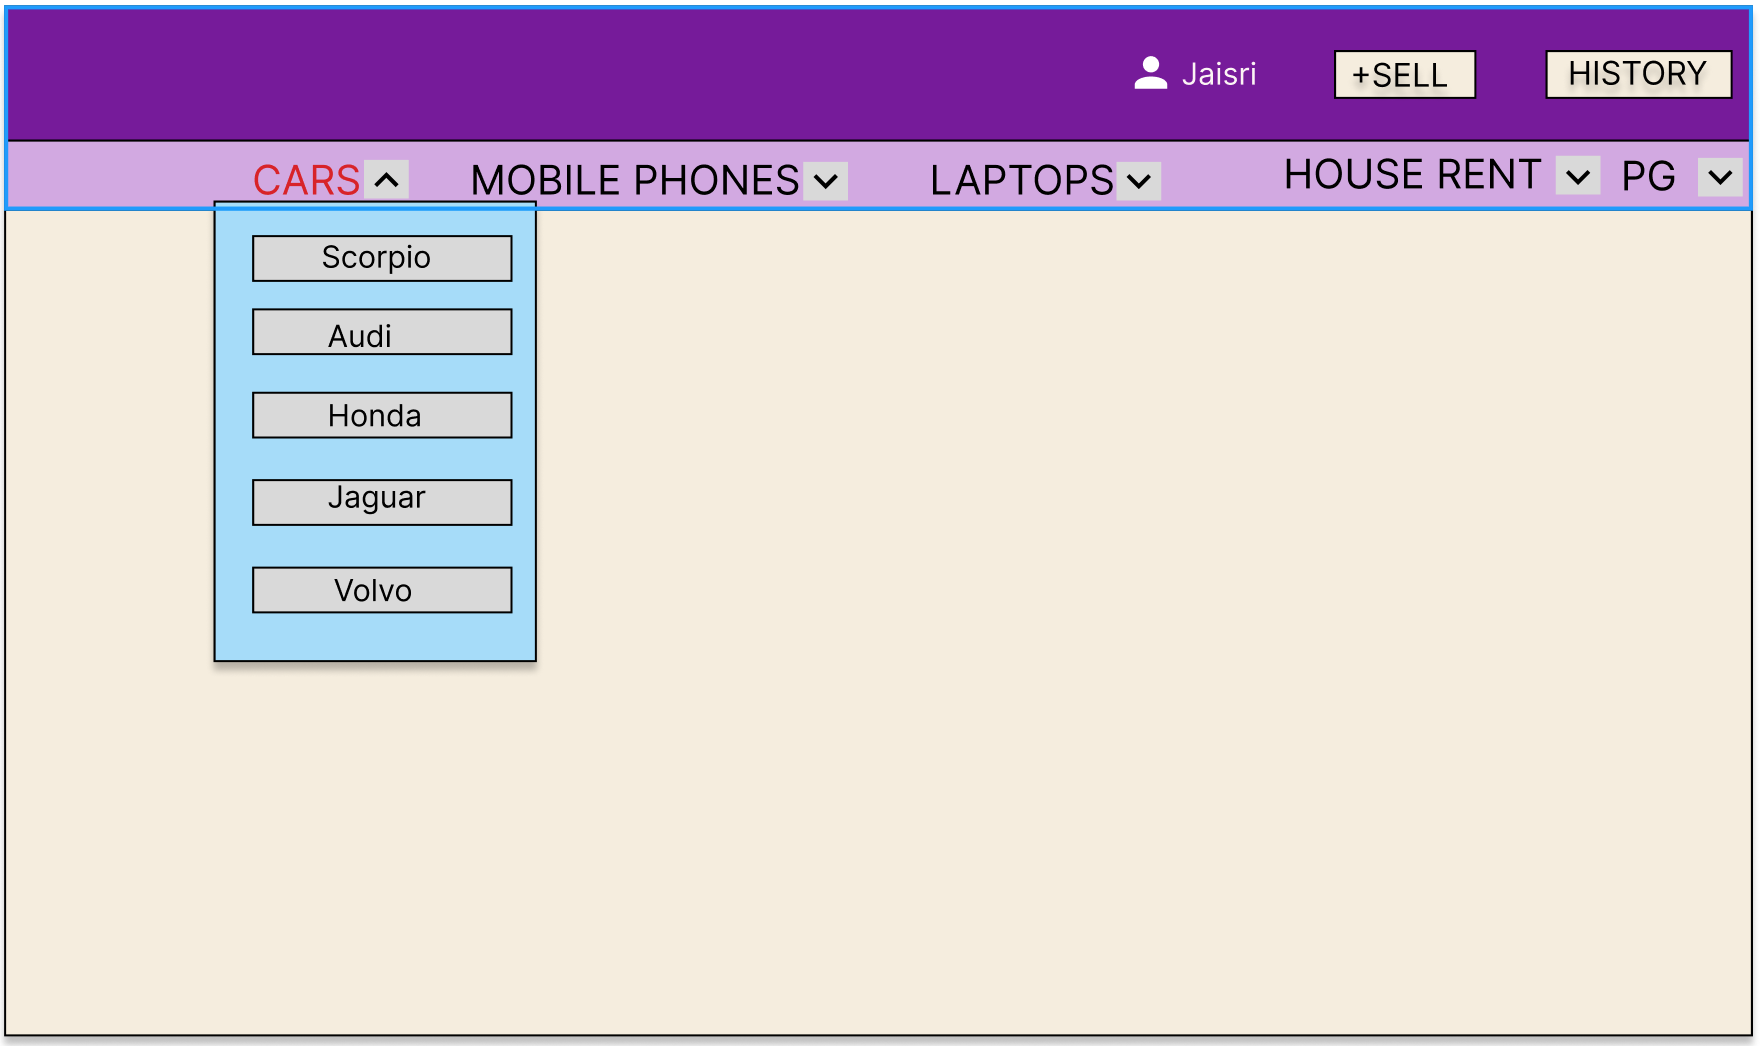 Jaisri
+SELL
HISTORY
CARS
MOBILE PHONES
LAPTOPS
HOUSE RENT
PG
Scorpio
Audi
Honda
Jaguar
Volvo